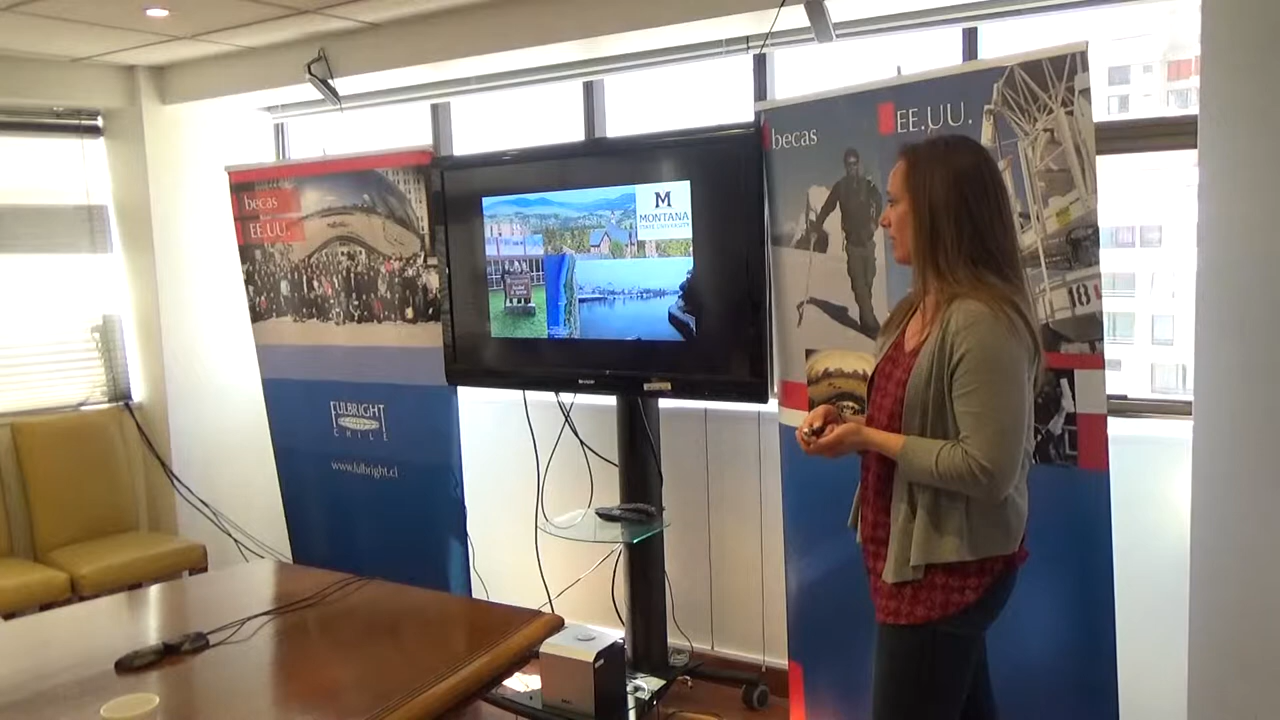 becas
EE.UU.
FULBRIGHT
CHILE
www.fulbright.cl
M
MONTANA
STATE UNIVERSITY
SHARP
becas
EE.UU.
18